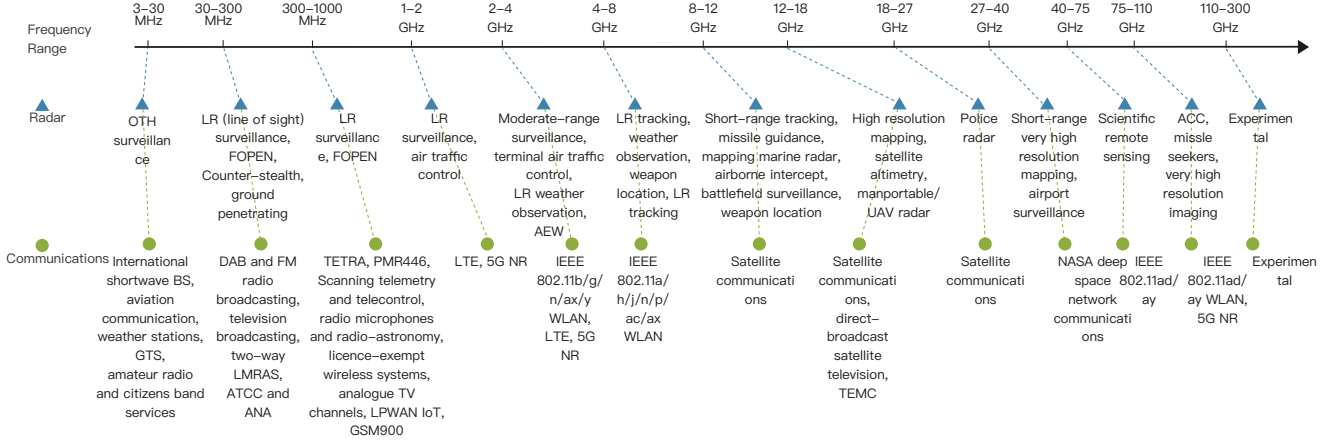 3–30 MHz
30–300 MHz
300–1000 MHz
1–2 GHz
2–4 GHz
4–8 GHz
8–12 GHz
12–18 GHz
18–27 GHz
27–40 GHz
40–75 GHz
75–110 GHz
110–300 GHz
Frequency
Range
Radar
OTH
surveillan
ce
LR (line of sight)
surveillance,
FOPEN,
Counter–stealth,
ground
penetrating
LR
surveillanc
e, FOPEN
LR
surveillance,
air traffic
control
Moderate–range
surveillance,
terminal air traffic
control,
LR weather
observation,
AEW
LR tracking,
weather
observation,
weapon
location, LR
tracking
Short–range tracking,
missile guidance,
mapping marine radar,
airborne intercept,
battlefield surveillance,
weapon location
High resolution
mapping,
satellite
altimetry,
manportable/
UAV radar
Police
radar
Short–range
very high
resolution
mapping,
airport
surveillance
Scientific
remote
sensing
ACC,
missle
seekers,
very high
resolution
imaging
Experimen
tal
Communications
International
shortwave BS,
aviation
communication,
weather stations,
GTS,
amateur radio
and citizens band
services
DAB and FM
radio
broadcasting,
television
broadcasting,
two–way
LMRAS,
ATCC and
ANA
TETRA, PMR446,
Scanning telemetry
and telecontrol,
radio microphones
and radio–astronomy,
licence–exempt
wireless systems,
analogue TV
channels, LPWAN IoT,
GSM900
LTE, 5G NR
IEEE
802.11b/g/
n/ax/y
WLAN,
LTE, 5G
NR
IEEE
802.11a/
h/j/n/p/
ac/ax
WLAN
Satellite
communicati
ons
Satellite
communicati
ons,
direct–
broadcast
satellite
television,
TEMC
Satellite
communicati
ons
NASA deep
space
network
communicati
ons
IEEE
802.11ad/
ay
IEEE
802.11ad/
ay WLAN,
5G NR
Experimen
tal